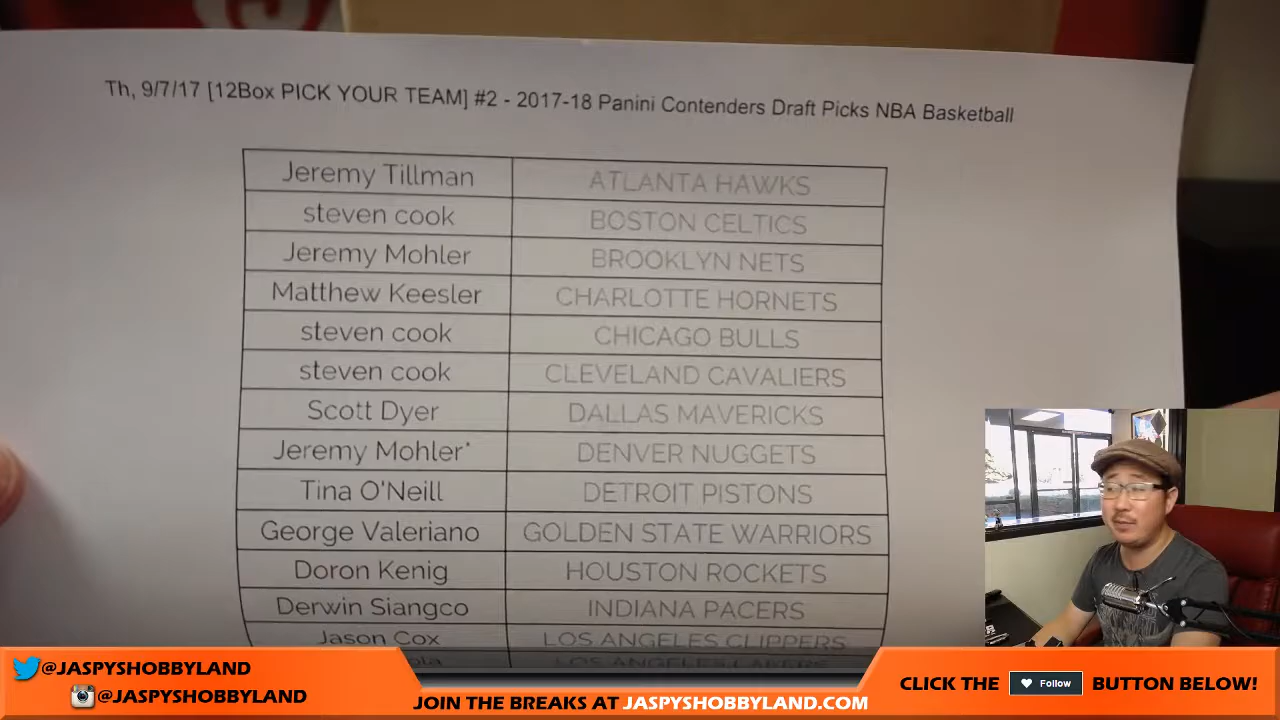 Th, 9/7/17 [12Box PICK YOUR TEAM] #2 - 2017-18 Panini Contenders Draft Picks NBA Basketball
Jeremy Tillman ATLANTA HAWKS
steven cook BOSTON CELTICS
Jeremy Mohler BROOKLYN NETS
Matthew Keesler CHARLOTTE HORNETS
steven cook CHICAGO BULLS
steven cook CLEVELAND CAVALIERS
Scott Dyer DALLAS MAVERICKS
Jeremy Mohler* DENVER NUGGETS
Tina O'Neill DETROIT PISTONS
George Valeriano GOLDEN STATE WARRIORS
Doron Kenig HOUSTON ROCKETS
Derwin Siangco INDIANA PACERS
Jason Cox LOS ANGELES CLIPPERS
LOS ANGELES LAKERS
@JASPYSHOBBYLAND
@JASPYSHOBBYLAND
JOIN THE BREAKS AT JASPYSHOBBYLAND.COM
CLICK THE Follow BUTTON BELOW!